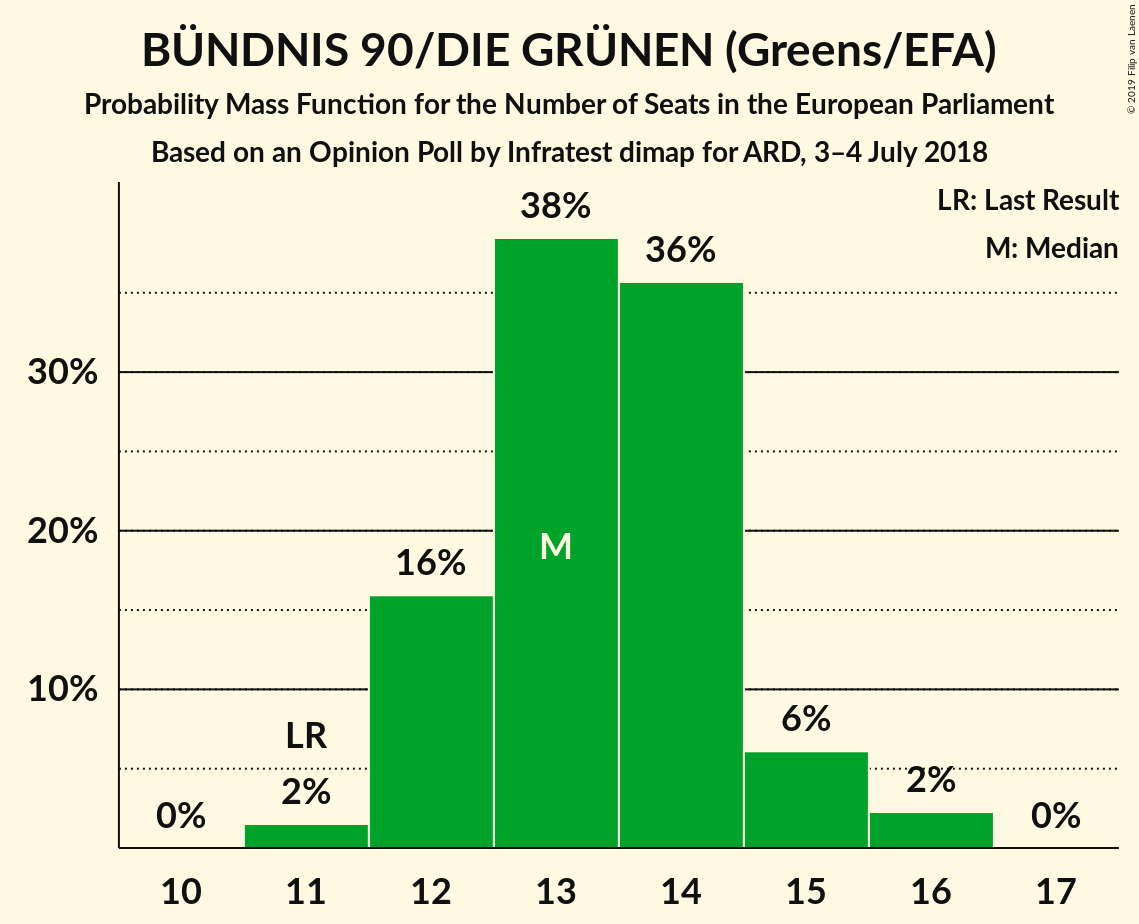 BÜNDNIS 90/DIE GRÜNEN (Greens/EFA)
Probability Mass Function for the Number of Seats in the European Parliament
Based on an Opinion Poll by Infratest dimap for ARD, 3–4 July 2018
© 2019 Filip van Laenen
LR: Last Result
M: Median
38%
36%
30%
20%
M
16%
10%
6%
LR
2%
2%
0%
0%
10 11 12 13 14 15 16 17